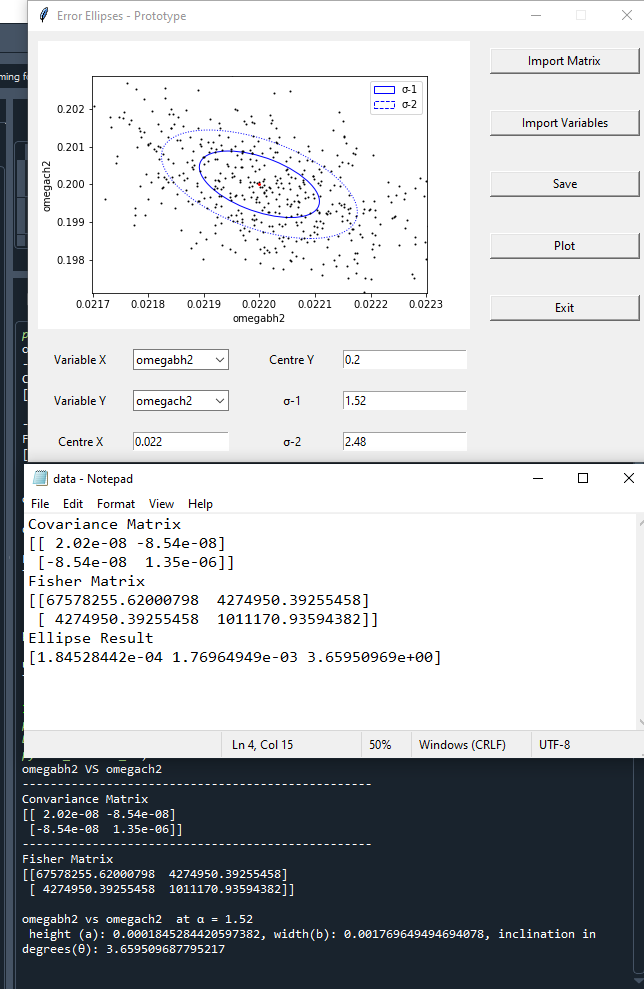 Error Ellipses - Prototype
Import Matrix
Import Variables
Save
Plot
Exit
σ-1
σ-2
0.202
0.201
0.200
0.199
0.198
omegach2
0.0217 0.0218 0.0219 0.0220 0.0221 0.0222 0.0223
omegabh2
Variable X omegabh2 Centre Y 0.2
Variable Y omegach2 σ-1 1.52
Centre X 0.022 σ-2 2.48
data - Notepad
File Edit Format View Help
Covariance Matrix
[[ 2.02e-08 -8.54e-08]
[-8.54e-08 1.35e-06]]
Fisher Matrix
[[67578255.62000798 4274950.39255458]
[ 4274950.39255458 1011170.93594382]]
Ellipse Result
[1.84528442e-04 1.76964949e-03 3.65950969e+00]
Ln 4, Col 15 50% Windows (CRLF) UTF-8
omegabh2 VS omegach2
--------------------------------------------------
Covariance Matrix
[[ 2.02e-08 -8.54e-08]
[-8.54e-08 1.35e-06]]
--------------------------------------------------
Fisher Matrix
[[67578255.62000798 4274950.39255458]
[ 4274950.39255458 1011170.93594382]]
omegabh2 vs omegach2 at α = 1.52
height (a): 0.0001845284420597382, width(b): 0.001769649494694078, inclination in
degrees(θ): 3.659509687795217